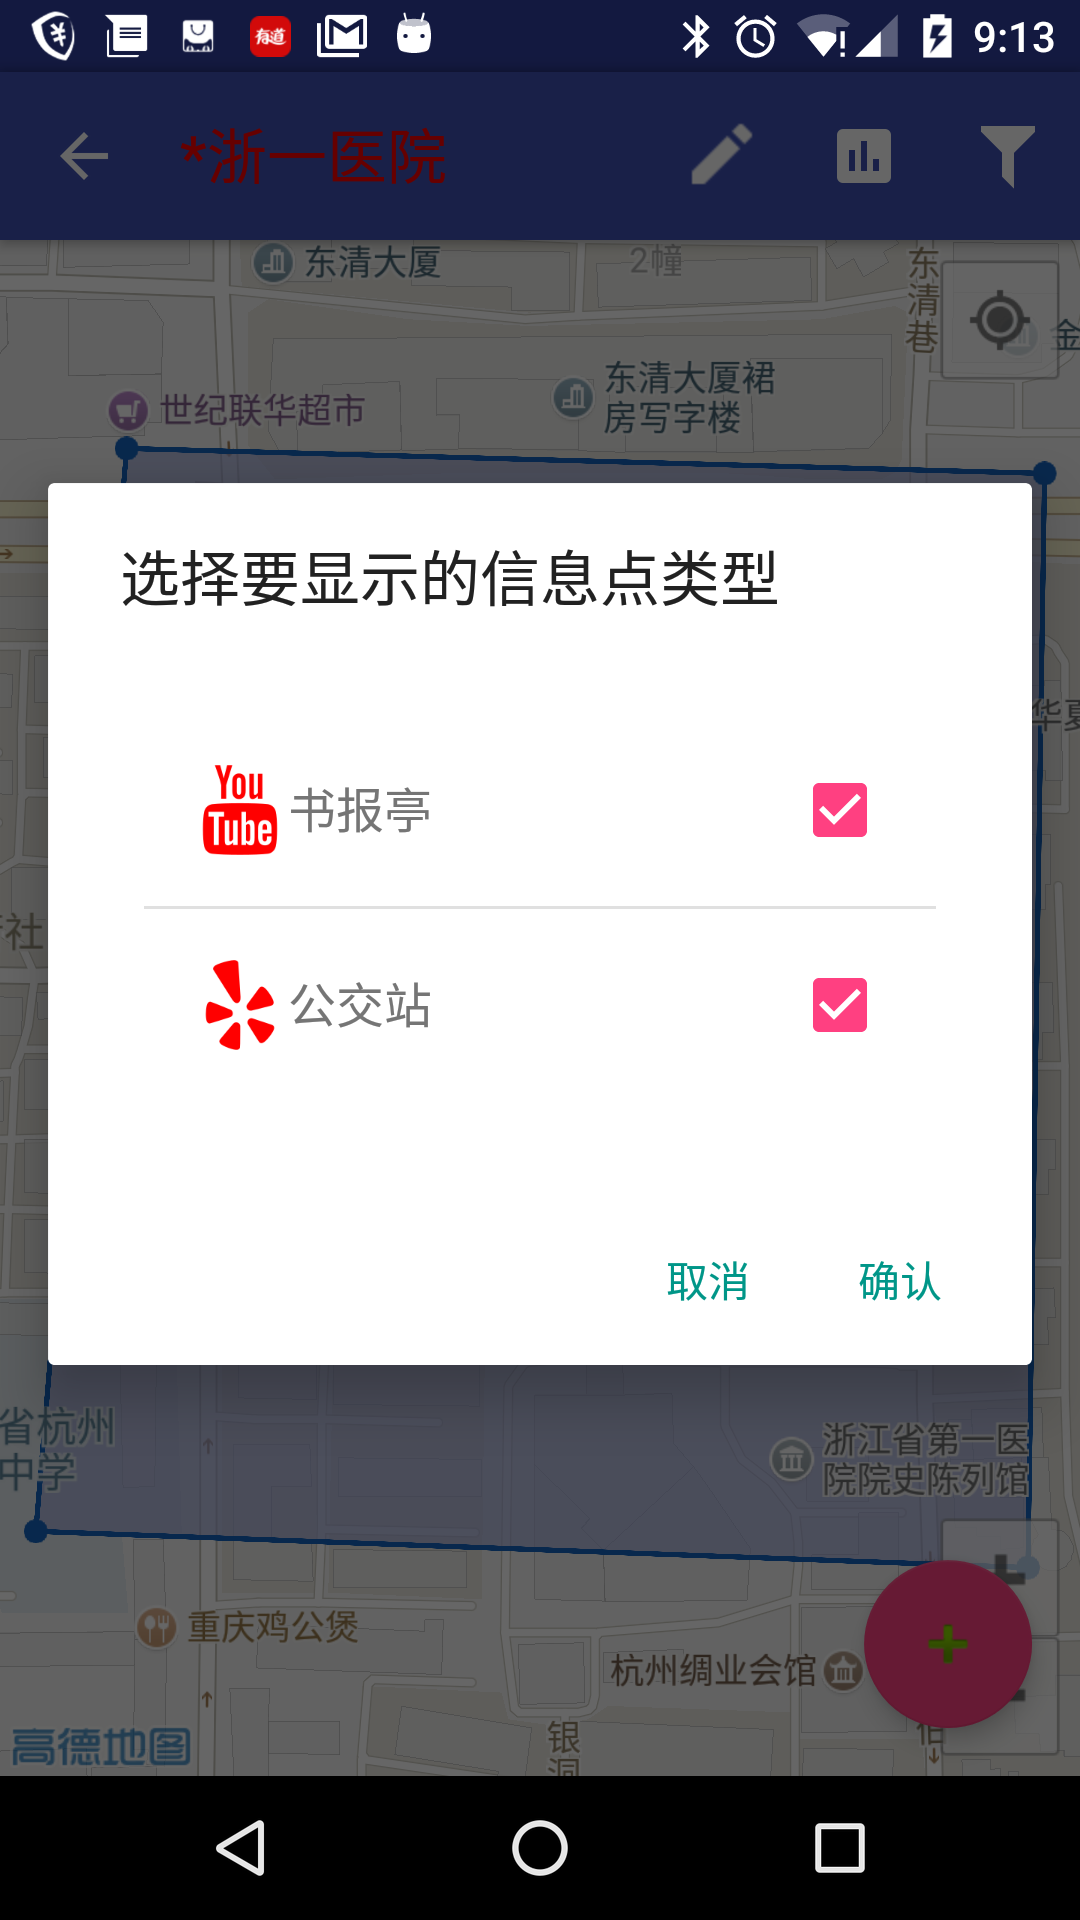 有道
9:13
*浙一医院
东清大厦
2幢
东清巷
金
东清大厦裙
房写字楼
世纪联华超市
选择要显示的信息点类型
华夏
You
Tube
书报亭
社
公交站
取消
确认
省杭州
中学
浙江省第一医
院院史陈列馆
重庆鸡公煲
杭州绸业会馆
银
洞
佰
高德地图